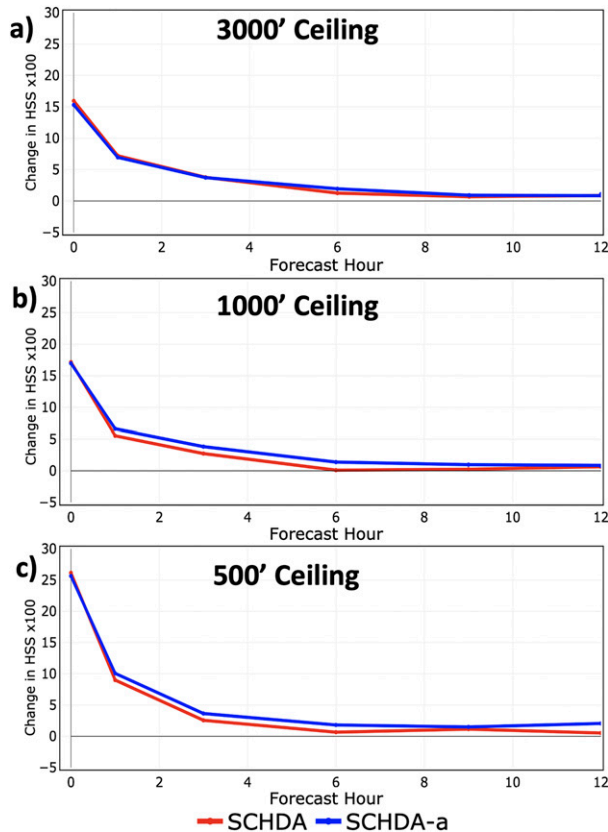 a)
3000’ Ceiling
Change in HSS x100
30
25
20
15
10
5
0
−5
0 2 4 6 8 10 12
Forecast Hour
b)
1000’ Ceiling
Change in HSS x100
30
25
20
15
10
5
0
−5
0 2 4 6 8 10 12
Forecast Hour
c)
500’ Ceiling
Change in HSS x100
30
25
20
15
10
5
0
−5
0 2 4 6 8 10 12
Forecast Hour
SCHDA SCHDA-a